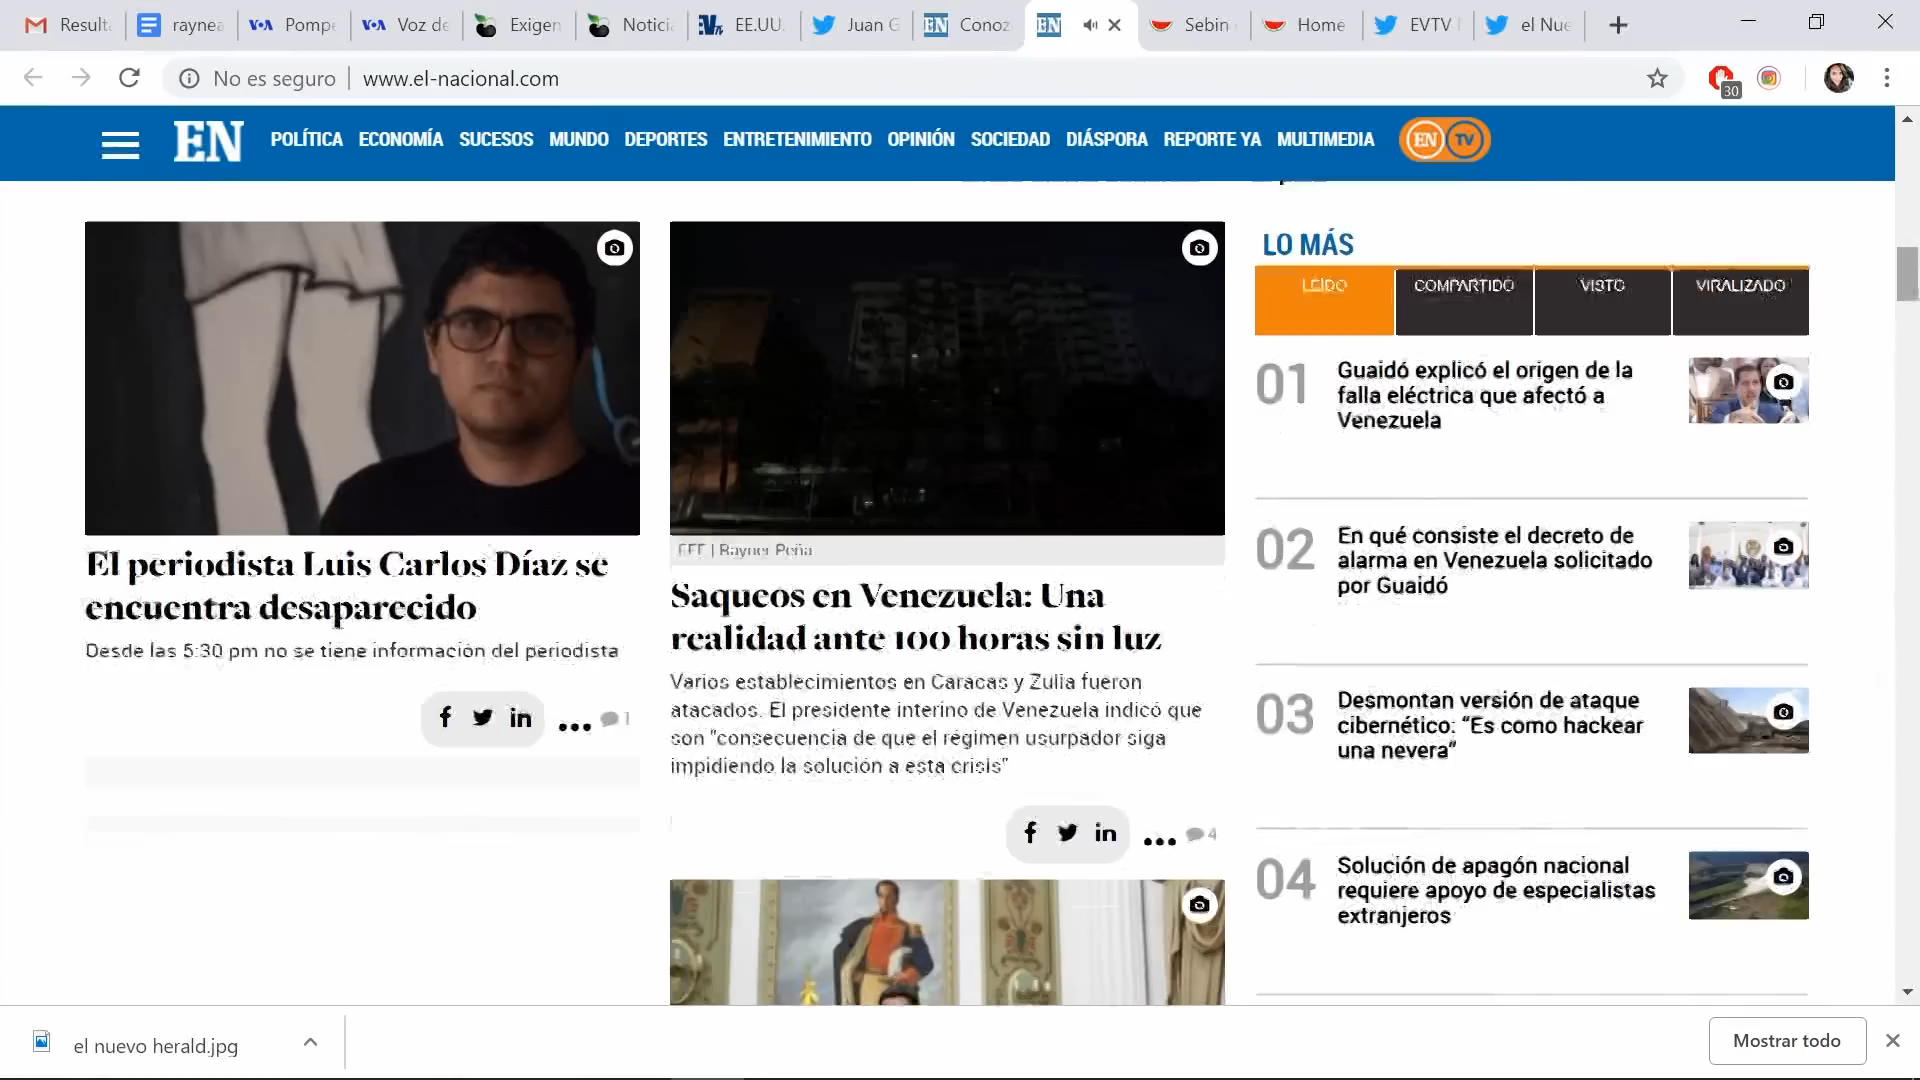 Result
raynea
Pompe
Voz de
Exigen
Noticia
EE.UU.
Juan G
EN
Conoz
EN
Sebin
Home
EVTV
el Nue
No es seguro
www.el-nacional.com
30
EN
POLÍTICA
ECONOMÍA
SUCESOS
MUNDO
DEPORTES
ENTRETENIMIENTO
OPINIÓN
SOCIEDAD
DIÁSPORA
REPORTE YA
MULTIMEDIA
EN TV
El periodista Luis Carlos Díaz se
encuentra desaparecido
Desde las 5:30 pm no se tiene información del periodista
1
EFE | Rayner Peña
Saqueos en Venezuela: Una
realidad ante 100 horas sin luz
Varios establecimientos en Caracas y Zulia fueron
atacados. El presidente interino de Venezuela indicó que
son "consecuencia de que el régimen usurpador siga
impidiendo la solución a esta crisis"
4
LO MÁS
LEÍDO
COMPARTIDO
VISTO
VIRALIZADO
01
Guaidó explicó el origen de la
falla eléctrica que afectó a
Venezuela
02
En qué consiste el decreto de
alarma en Venezuela solicitado
por Guaidó
03
Desmontan versión de ataque
cibernético: “Es como hackear
una nevera”
04
Solución de apagón nacional
requiere apoyo de especialistas
extranjeros
el nuevo herald.jpg
Mostrar todo